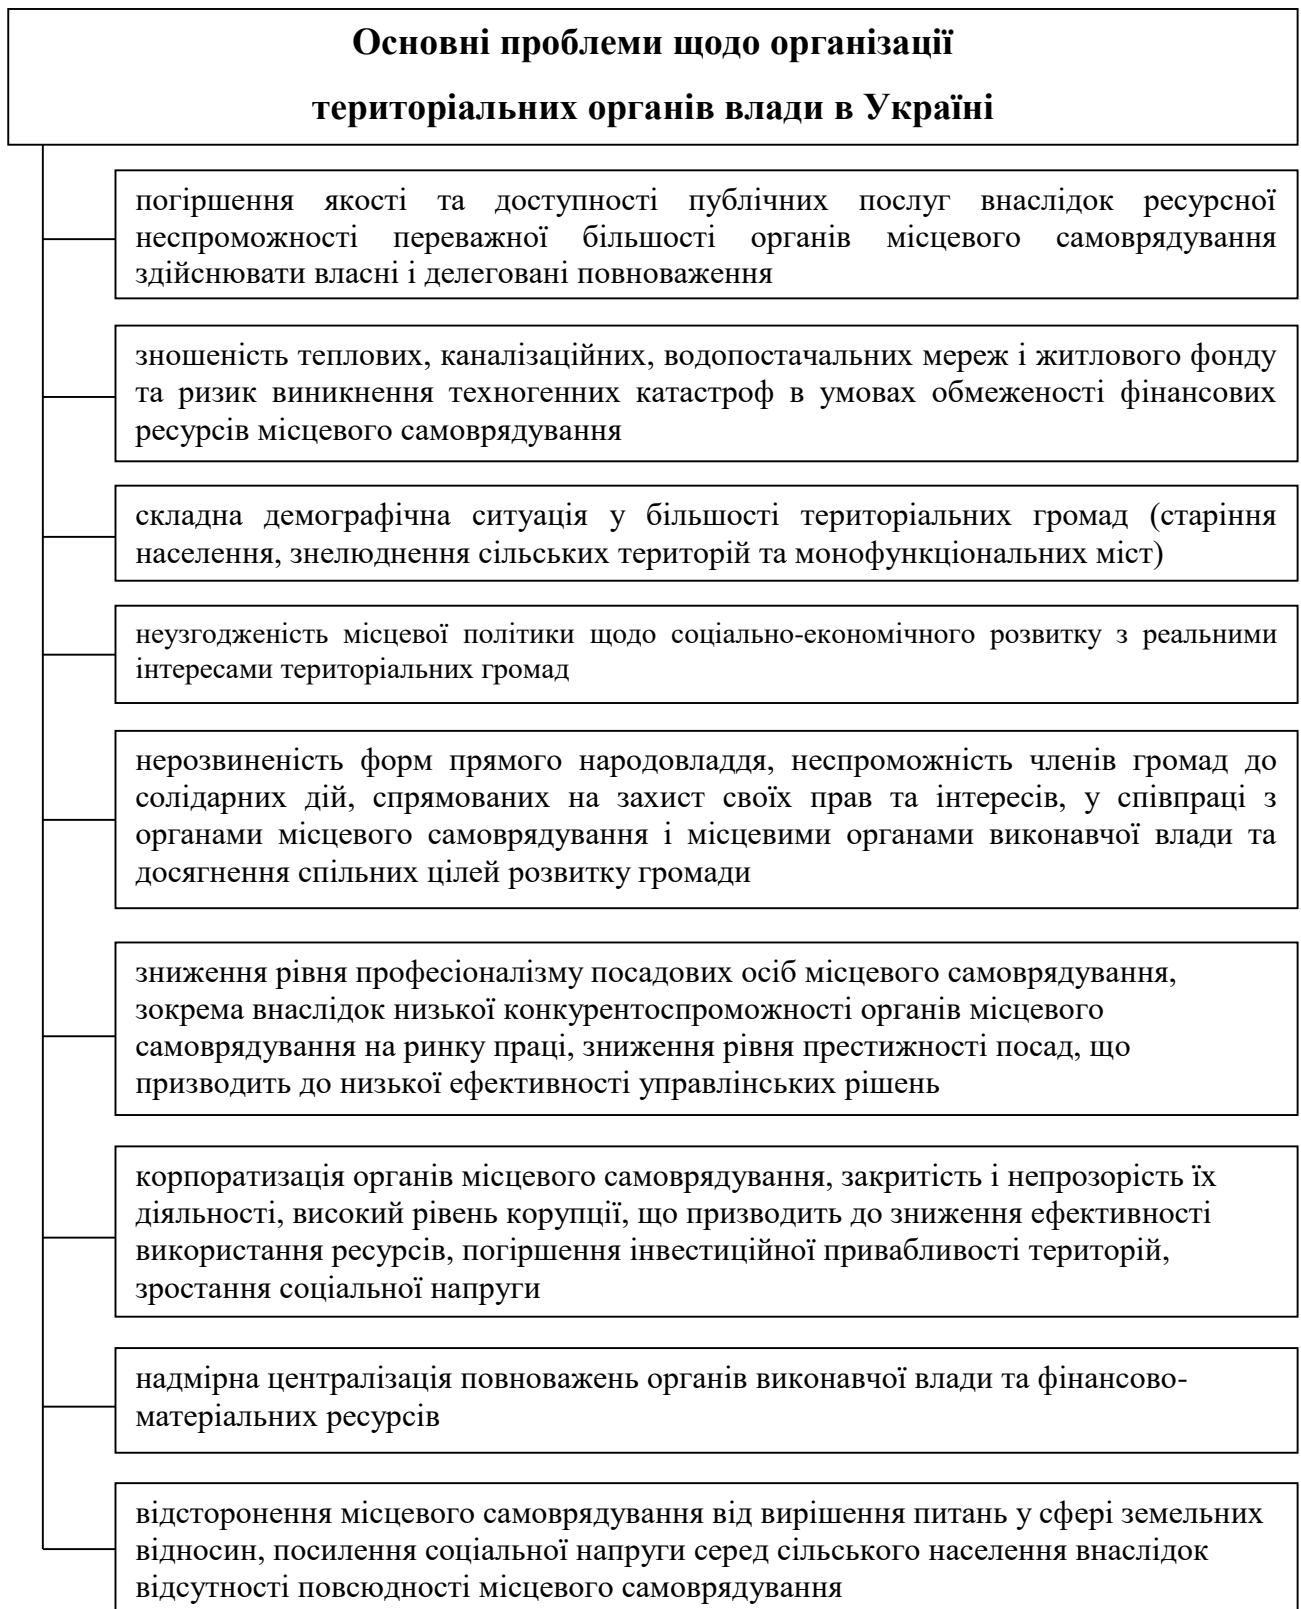 Основні проблеми щодо організації
територіальних органів влади в Україні
погіршення якості та доступності публічних послуг внаслідок ресурсної
неспроможності переважної більшості органів місцевого самоврядування
здійснювати власні і делеговані повноваження
зношеність теплових, каналізаційних, водопостачальних мереж і житлового фонду
та ризик виникнення техногенних катастроф в умовах обмеженості фінансових
ресурсів місцевого самоврядування
складна демографічна ситуація у більшості територіальних громад (старіння
населення, знелюднення сільських територій та монофункціональних міст)
неузгодженість місцевої політики щодо соціально-економічного розвитку з реальними
інтересами територіальних громад
нерозвиненість форм прямого народовладдя, неспроможність членів громад до
солідарних дій, спрямованих на захист своїх прав та інтересів, у співпраці з
органами місцевого самоврядування і місцевими органами виконавчої влади та
досягнення спільних цілей розвитку громади
зниження рівня професіоналізму посадових осіб місцевого самоврядування,
зокрема внаслідок низької конкурентоспроможності органів місцевого
самоврядування на ринку праці, зниження рівня престижності посад, що
призводить до низької ефективності управлінських рішень
корпоратизація органів місцевого самоврядування, закритість і непрозорість їх
діяльності, високий рівень корупції, що призводить до зниження ефективності
використання ресурсів, погіршення інвестиційної привабливості територій,
зростання соціальної напруги
надмірна централізація повноважень органів виконавчої влади та фінансово-
матеріальних ресурсів
відсторонення місцевого самоврядування від вирішення питань у сфері земельних
відносин, посилення соціальної напруги серед сільського населення внаслідок
відсутності повсюдності місцевого самоврядування